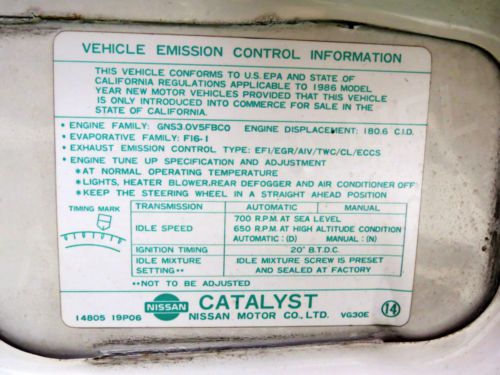 VEHICLE EMISSION CONTROL INFORMATION
THIS VEHICLE CONFORMS TO U.S. EPA AND STATE OF
CALIFORNIA REGULATIONS APPLICABLE TO 1986 MODEL
YEAR NEW MOTOR VEHICLES PROVIDED THAT THIS VEHICLE
IS ONLY INTRODUCED INTO COMMERCE FOR SALE IN THE
STATE OF CALIFORNIA.
• ENGINE FAMILY: GNS3.0V5FBC0 ENGINE DISPLACEMENT: 180.6 C.I.D.
• EVAPORATIVE FAMILY: F16-1
• EXHAUST EMISSION CONTROL TYPE: EFI/EGR/AIV/TWC/CL/ECCS
• ENGINE TUNE UP SPECIFICATION AND ADJUSTMENT
*AT NORMAL OPERATING TEMPERATURE
*LIGHTS, HEATER BLOWER, REAR DEFOGGER AND AIR CONDITIONER OFF
*KEEP THE STEERING WHEEL IN A STRAIGHT AHEAD POSITION
TIMING MARK
TRANSMISSION AUTOMATIC MANUAL
IDLE SPEED
700 R.P.M. AT SEA LEVEL
650 R.P.M. AT HIGH ALTITUDE CONDITION
AUTOMATIC: (D) MANUAL: (N)
IGNITION TIMING 20° B.T.D.C.
IDLE MIXTURE SETTING**
IDLE MIXTURE SCREW IS PRESET
AND SEALED AT FACTORY
**NOT TO BE ADJUSTED
NISSAN CATALYST
14805 19P06 NISSAN MOTOR CO., LTD. VG30E 14